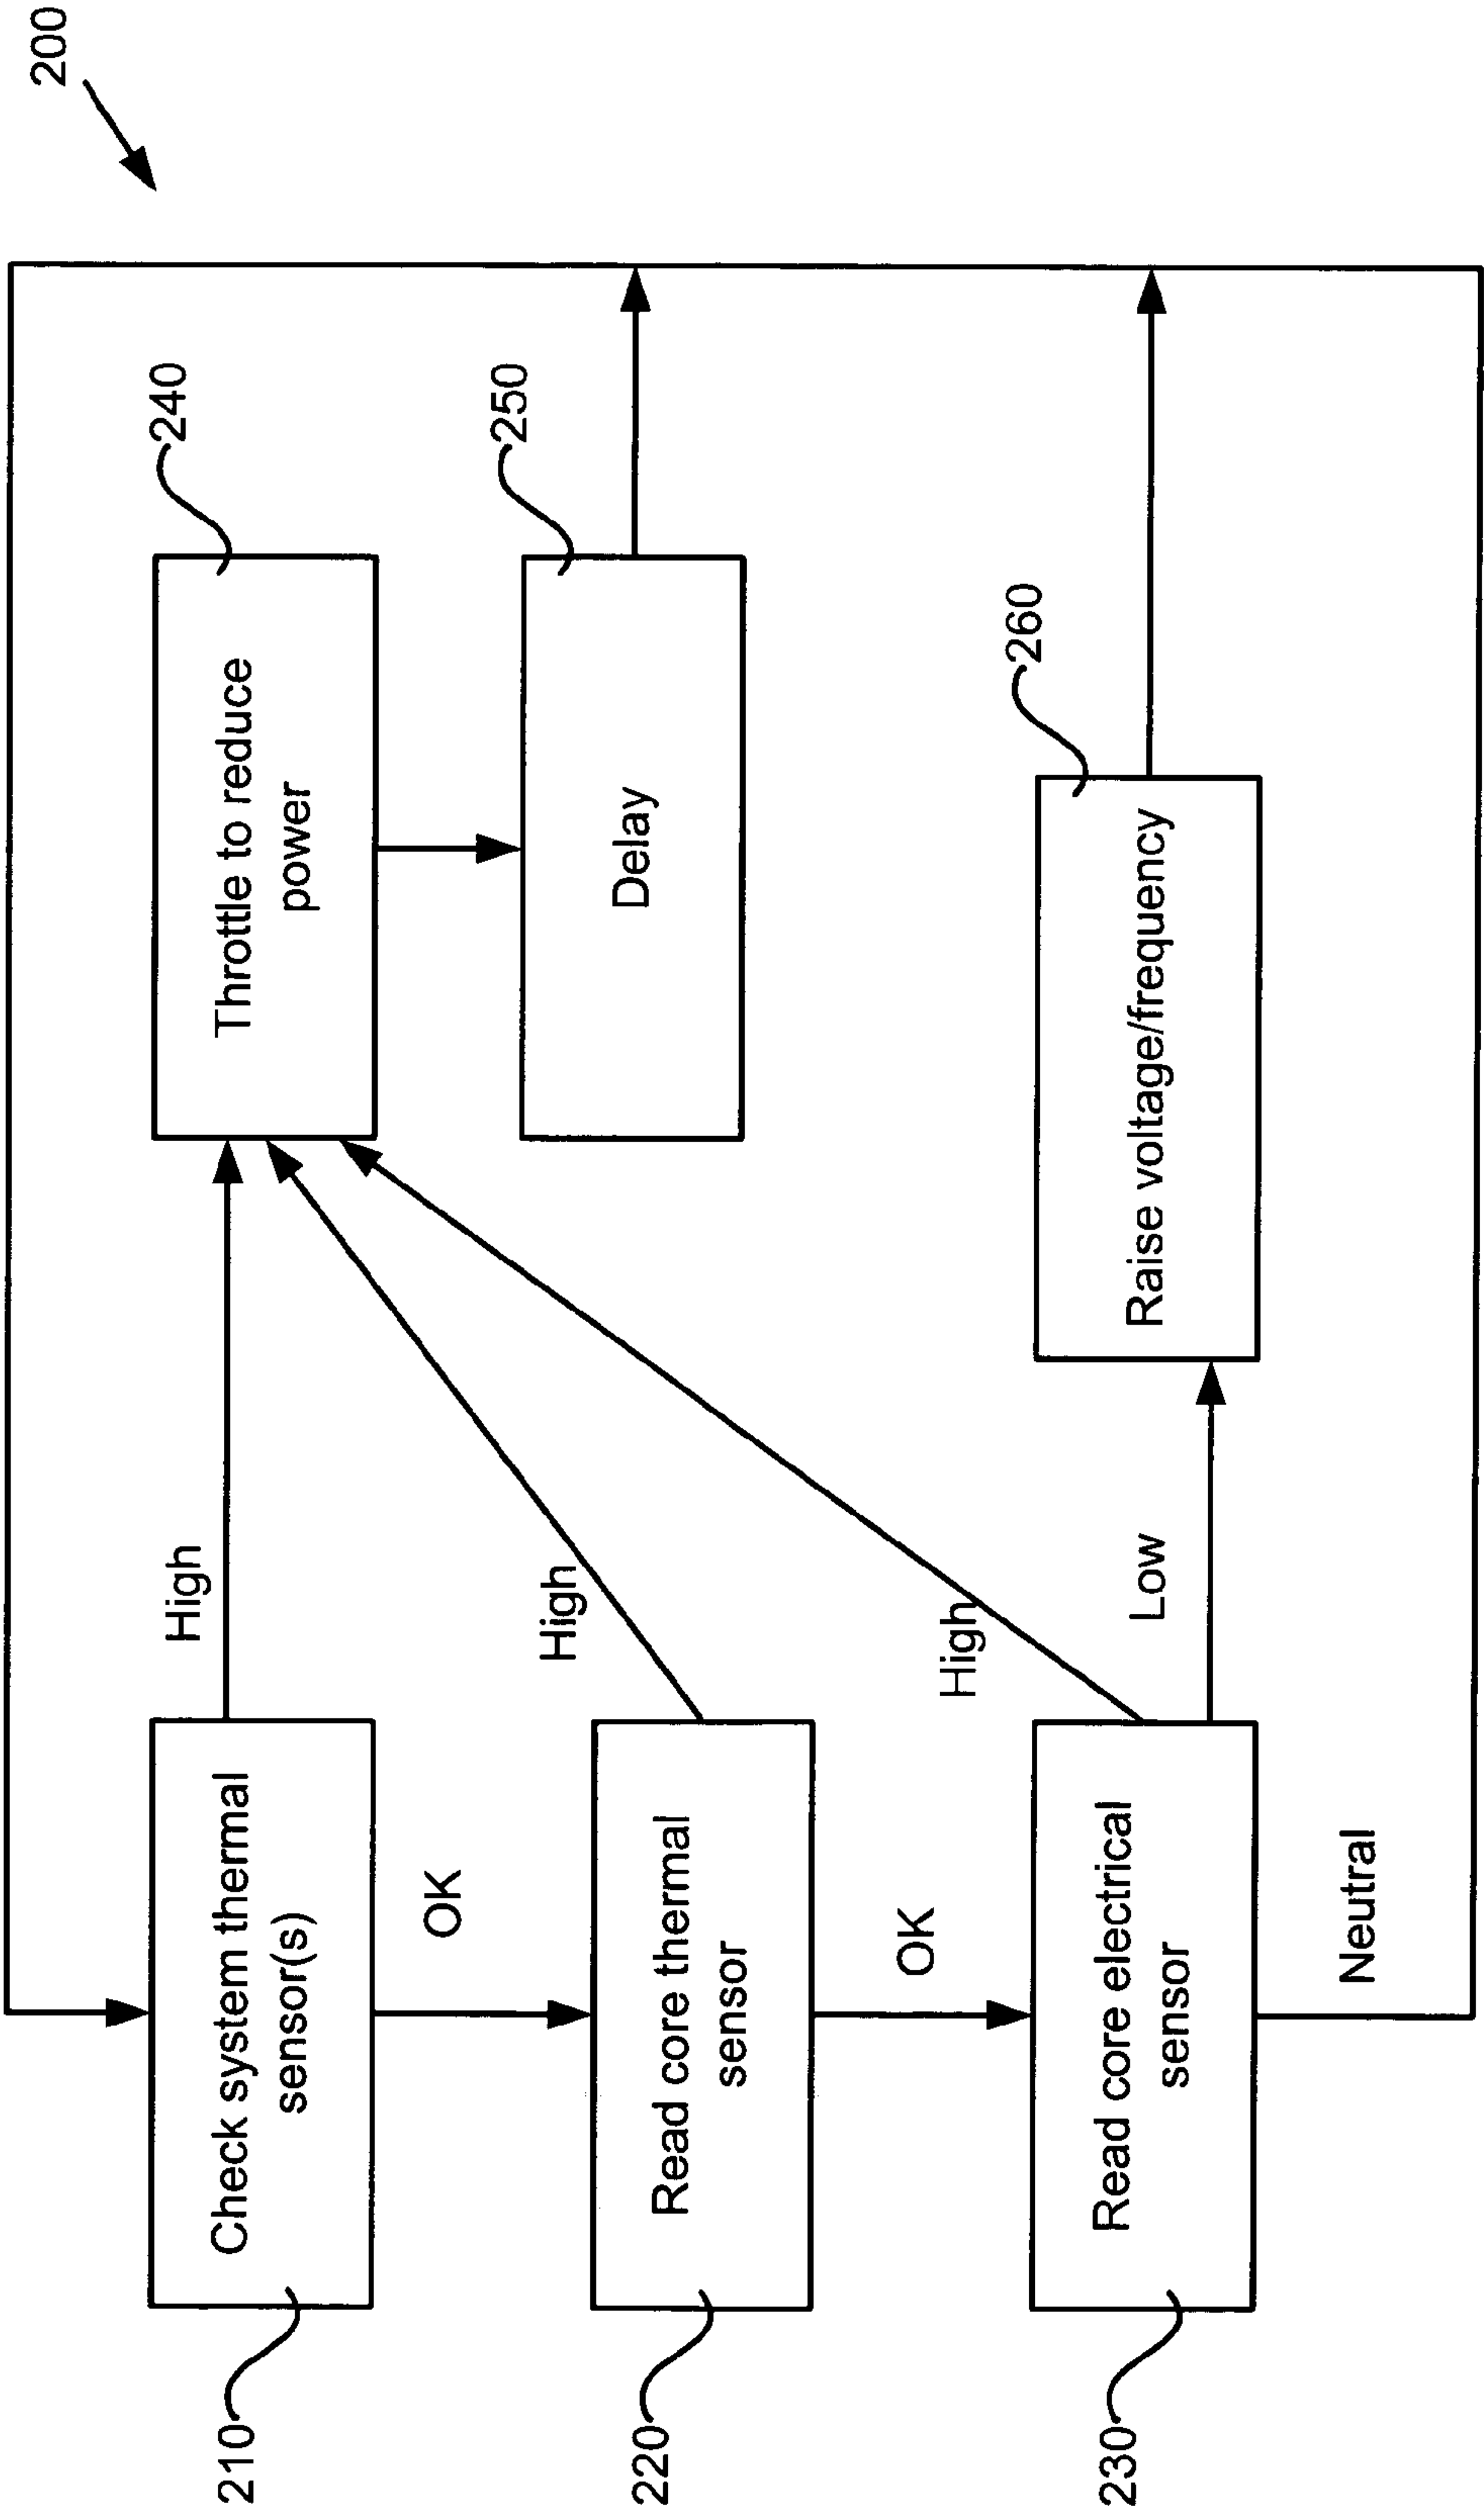 200
210
Check system thermal
sensor(s)
High
Throttle to reduce
power
240
OK
Delay
250
220
Read core thermal
sensor
High
OK
230
Read core electrical
sensor
High
Low
Raise voltage/frequency
260
Neutral